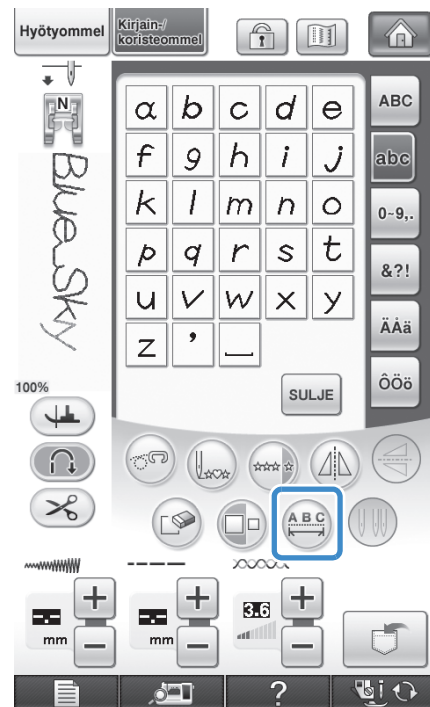 Hyötyommel
Kirjain-/
koristeommel
N
Blue_Sky
a b c d e
f g h i j
k l m n o
p q r s t
u v w x y
z ' _
SULJE
ABC
abc
0~9,.
&?!
ÄÅä
ÔÖö
100%
ABC
mm
+
−
mm
+
−
3.6
+
−
?